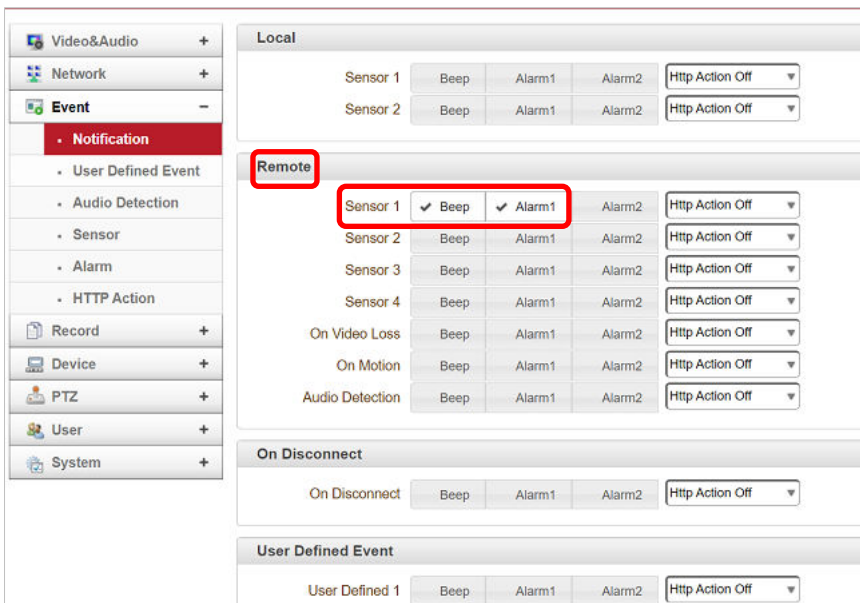 Video&Audio +
Network +
Event −
Notification
User Defined Event
Audio Detection
Sensor
Alarm
HTTP Action
Record +
Device +
PTZ +
User +
System +
Local
Sensor 1 Beep Alarm1 Alarm2 Http Action Off
Sensor 2 Beep Alarm1 Alarm2 Http Action Off
Remote
Sensor 1 ✔ Beep ✔ Alarm1 Alarm2 Http Action Off
Sensor 2 Beep Alarm1 Alarm2 Http Action Off
Sensor 3 Beep Alarm1 Alarm2 Http Action Off
Sensor 4 Beep Alarm1 Alarm2 Http Action Off
On Video Loss Beep Alarm1 Alarm2 Http Action Off
On Motion Beep Alarm1 Alarm2 Http Action Off
Audio Detection Beep Alarm1 Alarm2 Http Action Off
On Disconnect
On Disconnect Beep Alarm1 Alarm2 Http Action Off
User Defined Event
User Defined 1 Beep Alarm1 Alarm2 Http Action Off